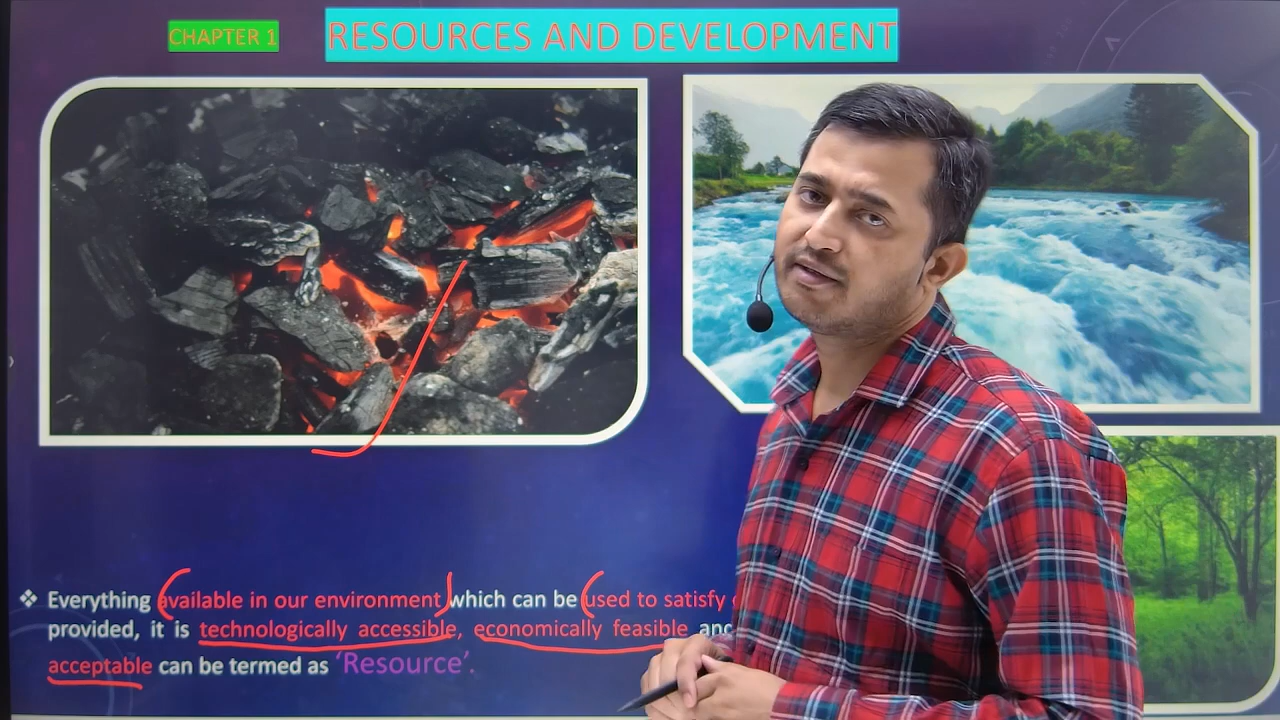 CHAPTER 1
RESOURCES AND DEVELOPMENT
❖ Everything available in our environment which can be used to satisfy
provided, it is technologically accessible, economically feasible and
acceptable can be termed as ‘Resource’.